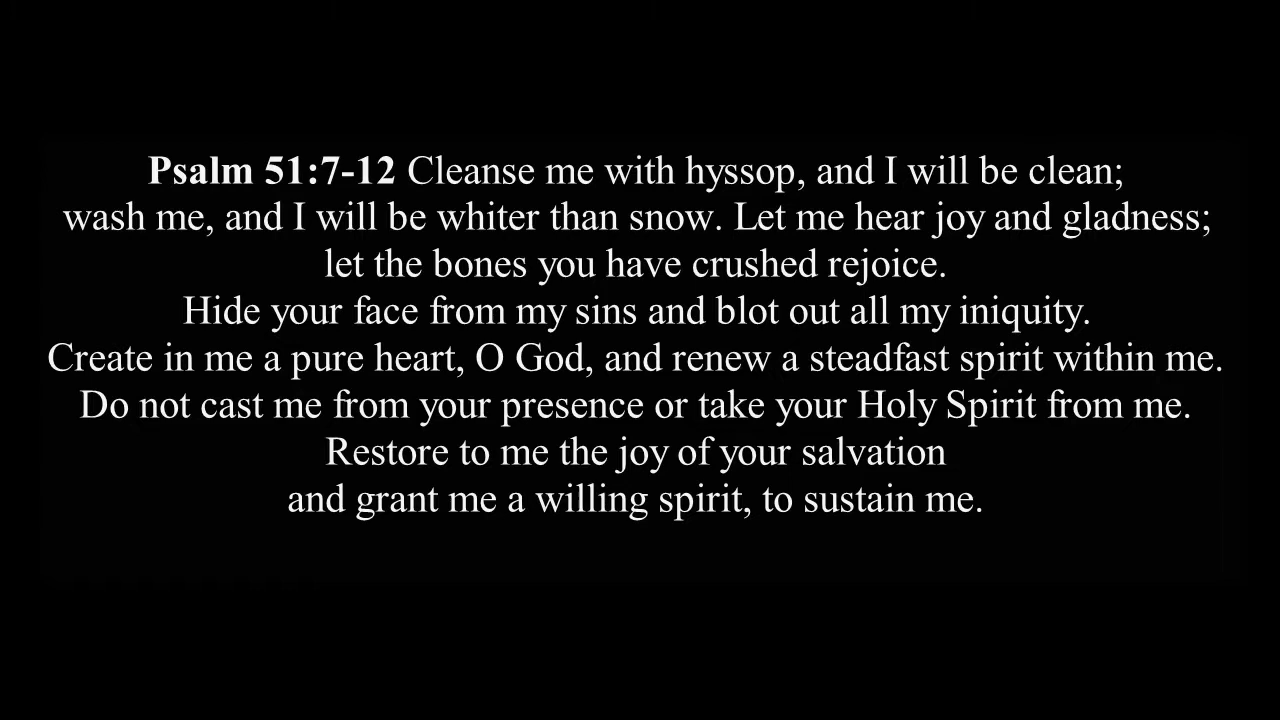 Psalm 51:7-12 Cleanse me with hyssop, and I will be clean;
wash me, and I will be whiter than snow. Let me hear joy and gladness;
let the bones you have crushed rejoice.
Hide your face from my sins and blot out all my iniquity.
Create in me a pure heart, O God, and renew a steadfast spirit within me.
Do not cast me from your presence or take your Holy Spirit from me.
Restore to me the joy of your salvation
and grant me a willing spirit, to sustain me.